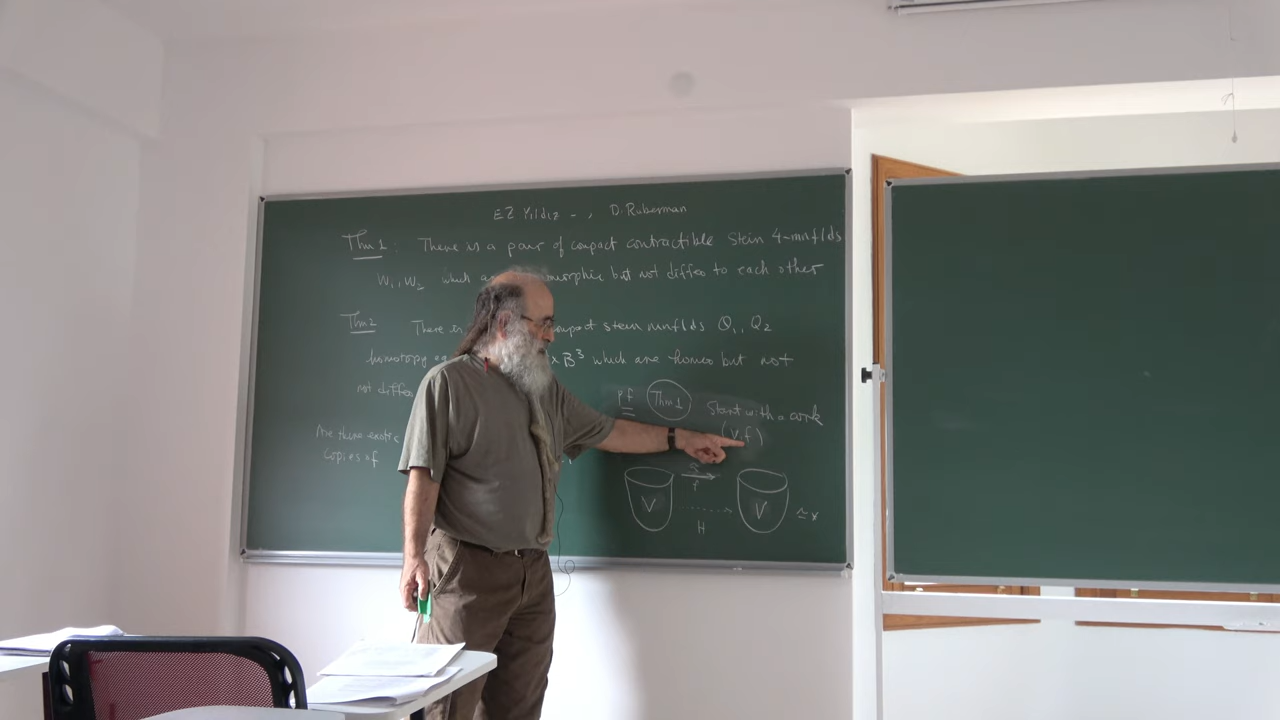 EZ Yildiz - , D. Ruberman
Thm 1 : There is a pair of compact contractible Stein 4-mnflds
W₁, W₂ which morphic but not diffeo to each other
Thm 2 There compact stein mnflds Q₁, Q₂
homotopy × B³ which are homeo but not
not diffeo
pf Thm 1 Start with a cork
(V, f)
Are there exotic
copies of
f
V V ≃ *
H